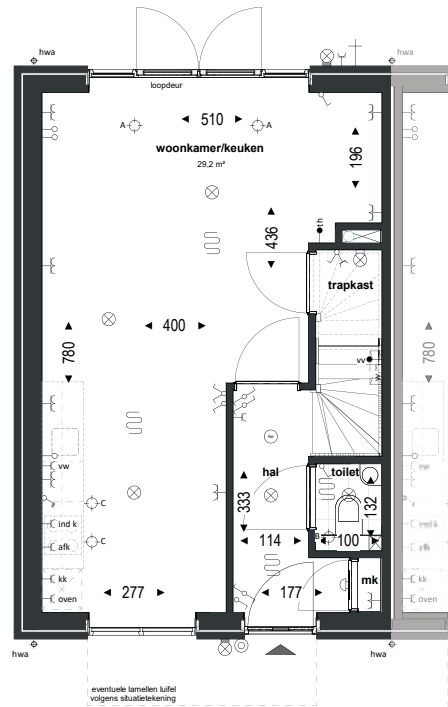 hwa
hwa
loopdeur
A
510
A
woonkamer/keuken
29,2 m²
196
th
436
trapkast
400
780
vv
780
vw
hal
toilet
333
132
C
B
ind k
114
100
C
afk
kk
277
177
mk
oven
hwa
hwa
eventuele lamellen luifel
volgens situatietekening